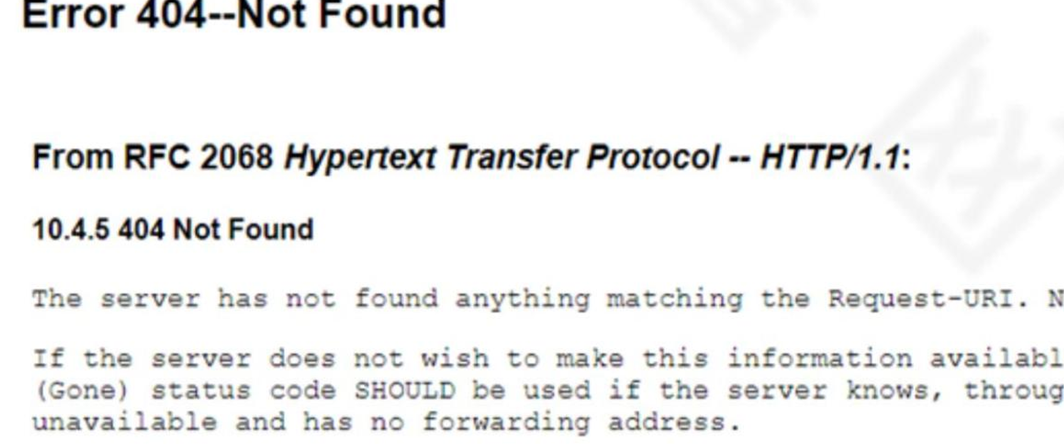 Error 404--Not Found
From RFC 2068 Hypertext Transfer Protocol -- HTTP/1.1:
10.4.5 404 Not Found
The server has not found anything matching the Request-URI. N
If the server does not wish to make this information availabl
(Gone) status code SHOULD be used if the server knows, throug
unavailable and has no forwarding address.